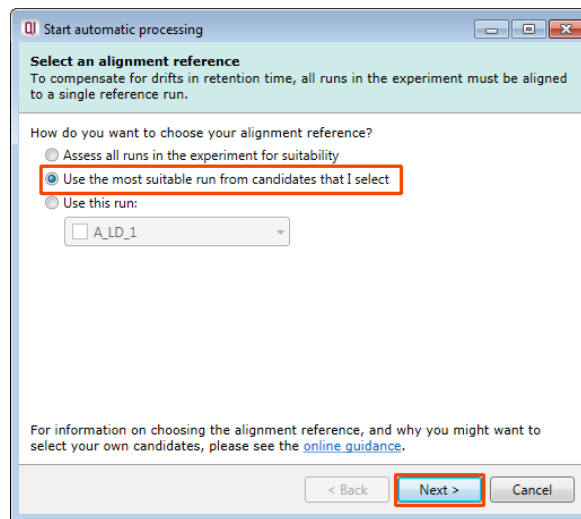 QI Start automatic processing
Select an alignment reference
To compensate for drifts in retention time, all runs in the experiment must be aligned
to a single reference run.
How do you want to choose your alignment reference?
Assess all runs in the experiment for suitability
Use the most suitable run from candidates that I select
Use this run:
A_LD_1
For information on choosing the alignment reference, and why you might want to
select your own candidates, please see the online guidance.
< Back Next > Cancel